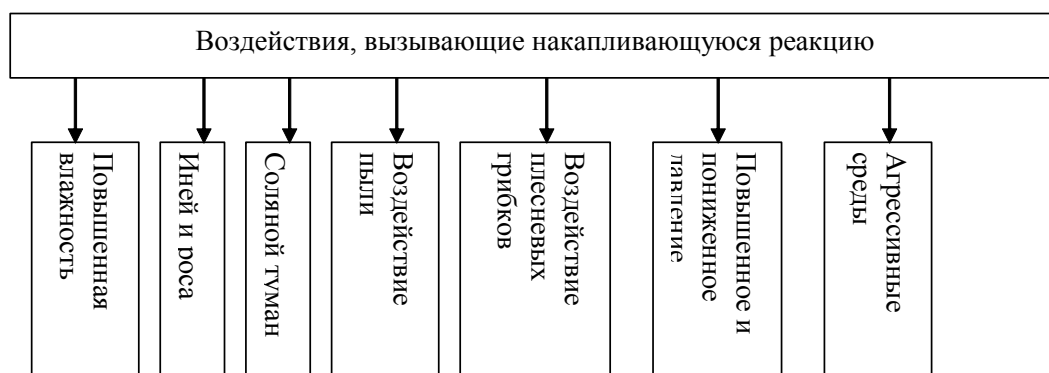 Воздействия, вызывающие накапливающуюся реакцию
Повышенная
влажность
Иней и роса
Соляной туман
Воздействие
пыли
Воздействие
плесневых
грибков
Повышенное и
пониженное
давление
Агрессивные
среды